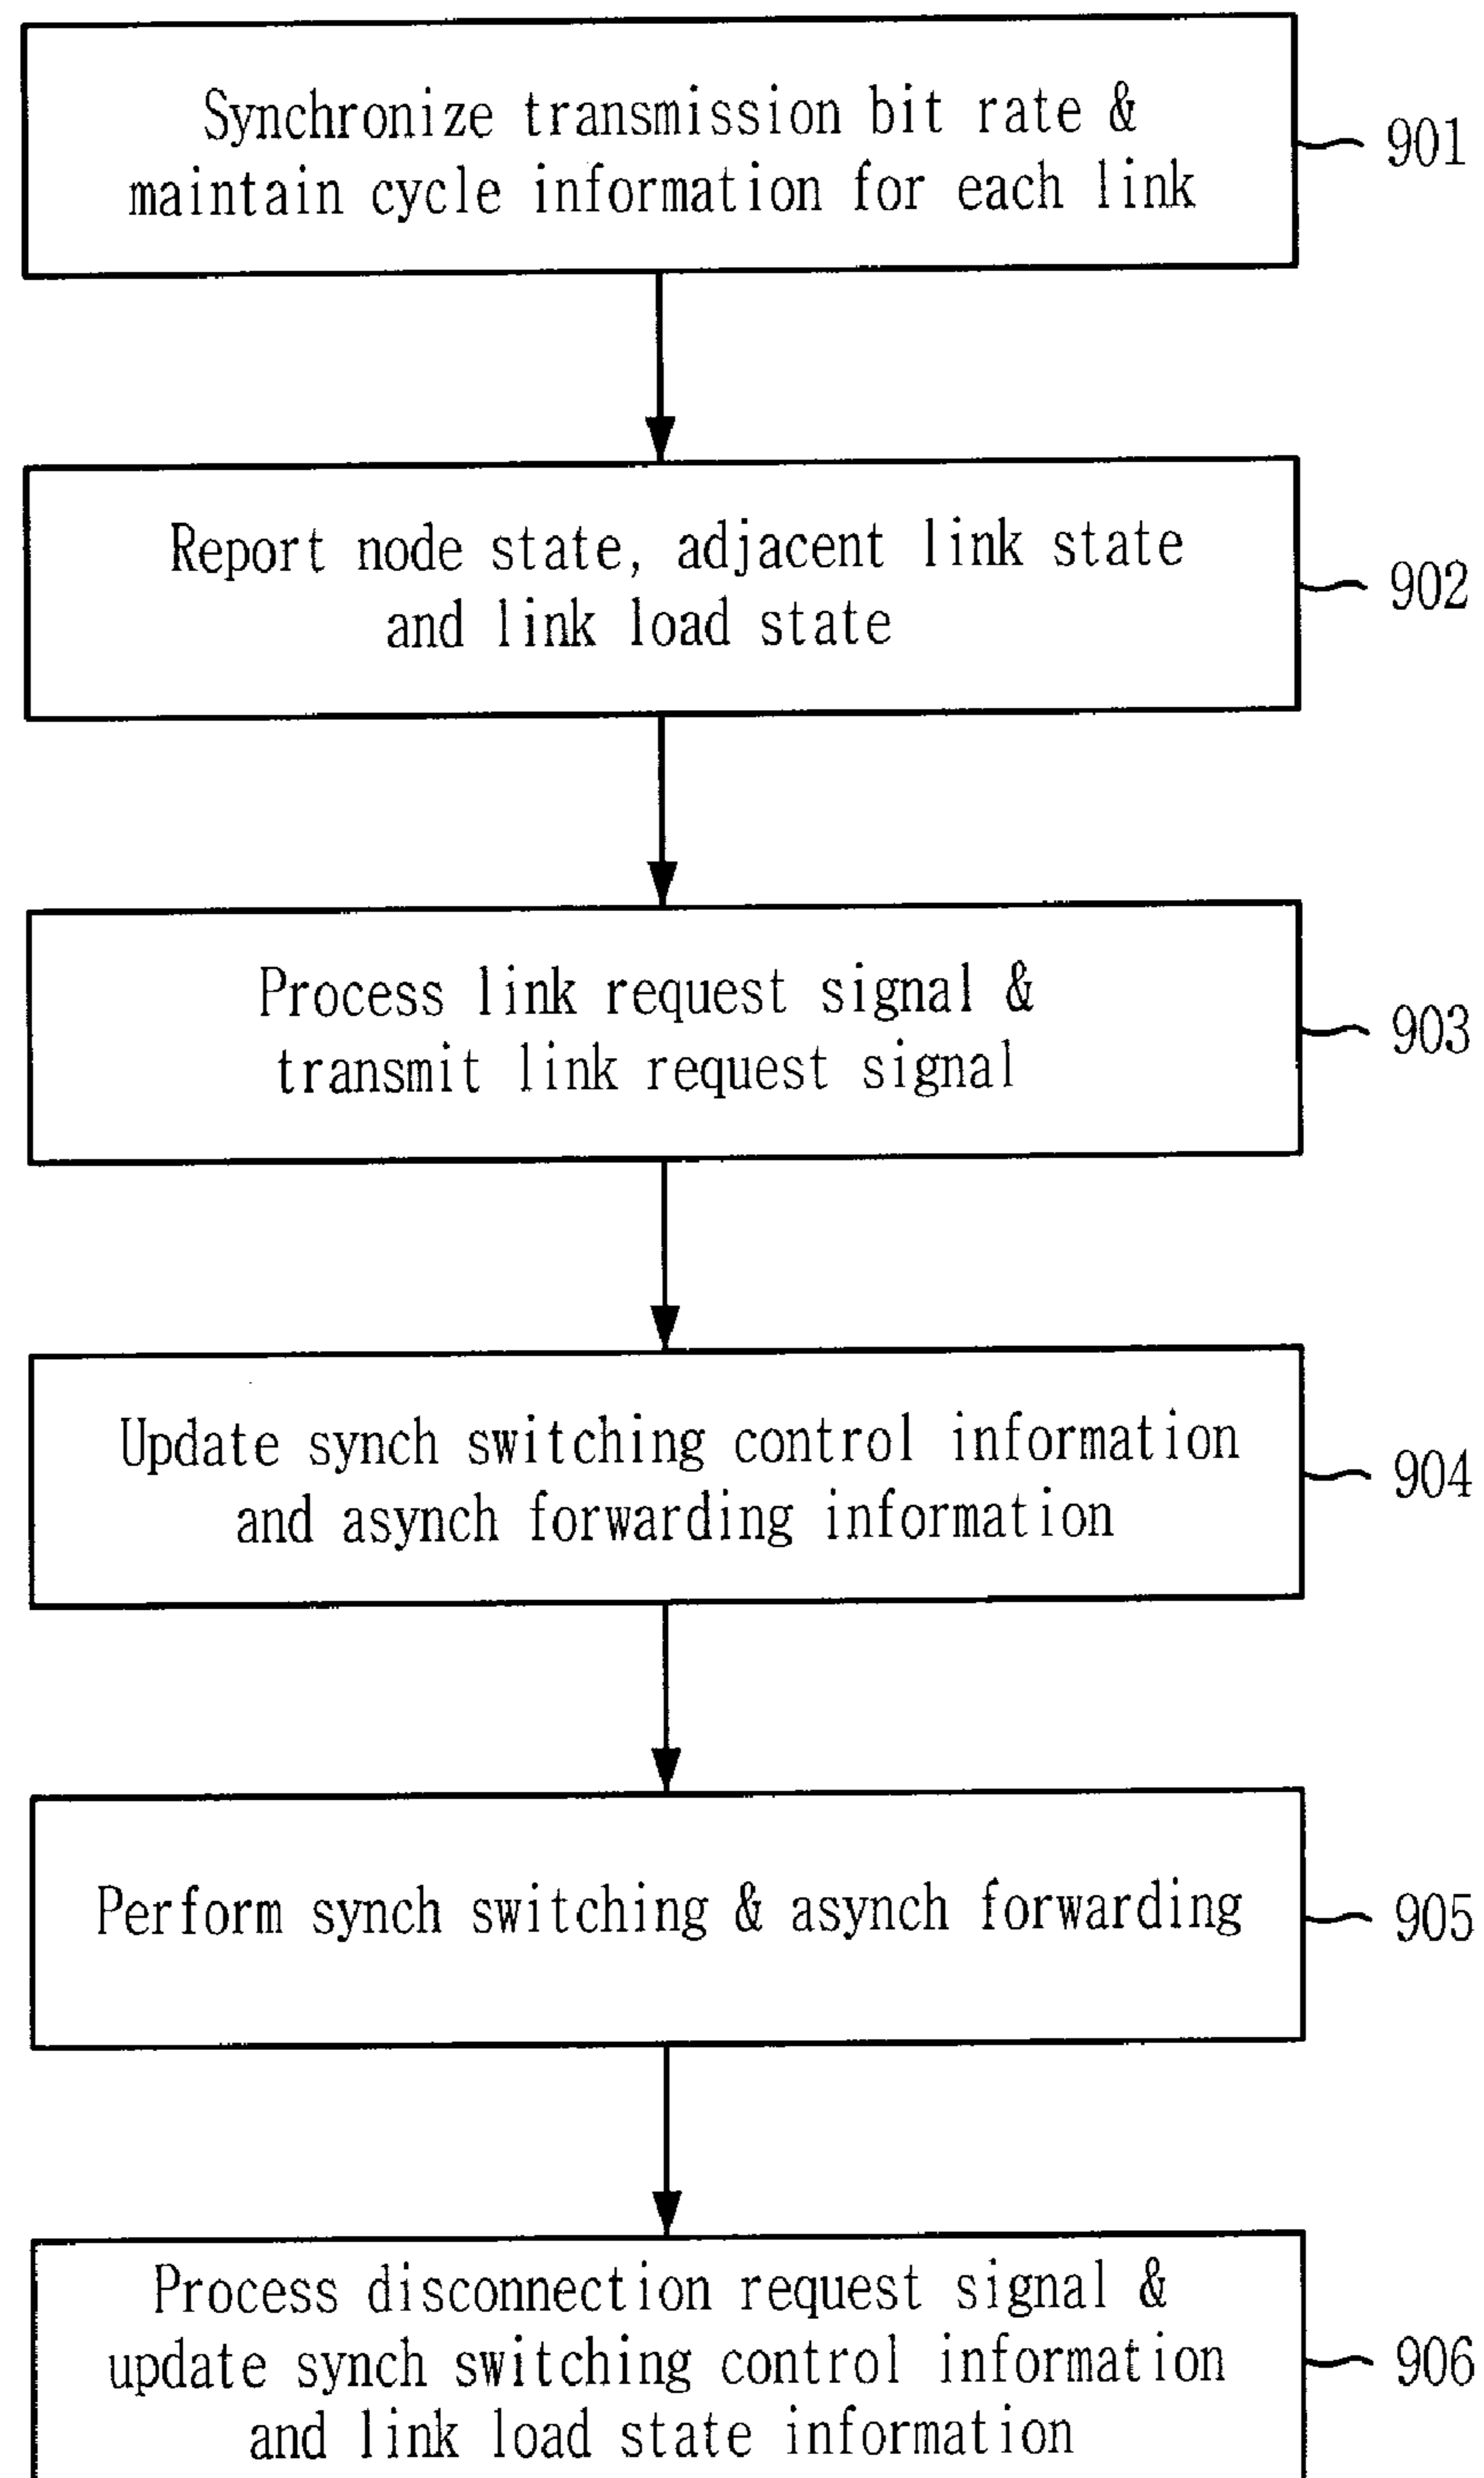 Synchronize transmission bit rate &
maintain cycle information for each link
901
Report node state, adjacent link state
and link load state
902
Process link request signal &
transmit link request signal
903
Update synch switching control information
and asynch forwarding information
904
Perform synch switching & asynch forwarding
905
Process disconnection request signal &
update synch switching control information
and link load state information
906